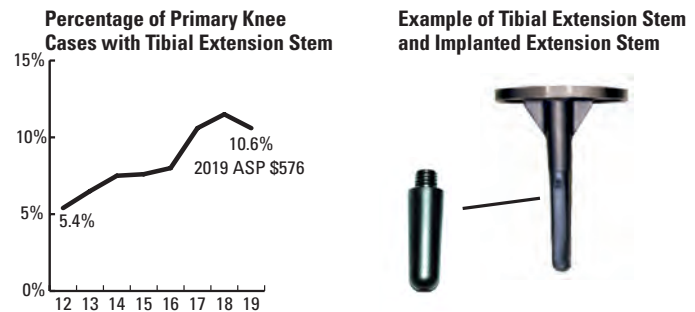 Percentage of Primary Knee
Cases with Tibial Extension Stem
15%
10%
5%
0%
10.6%
2019 ASP $576
5.4%
12 13 14 15 16 17 18 19
Example of Tibial Extension Stem
and Implanted Extension Stem